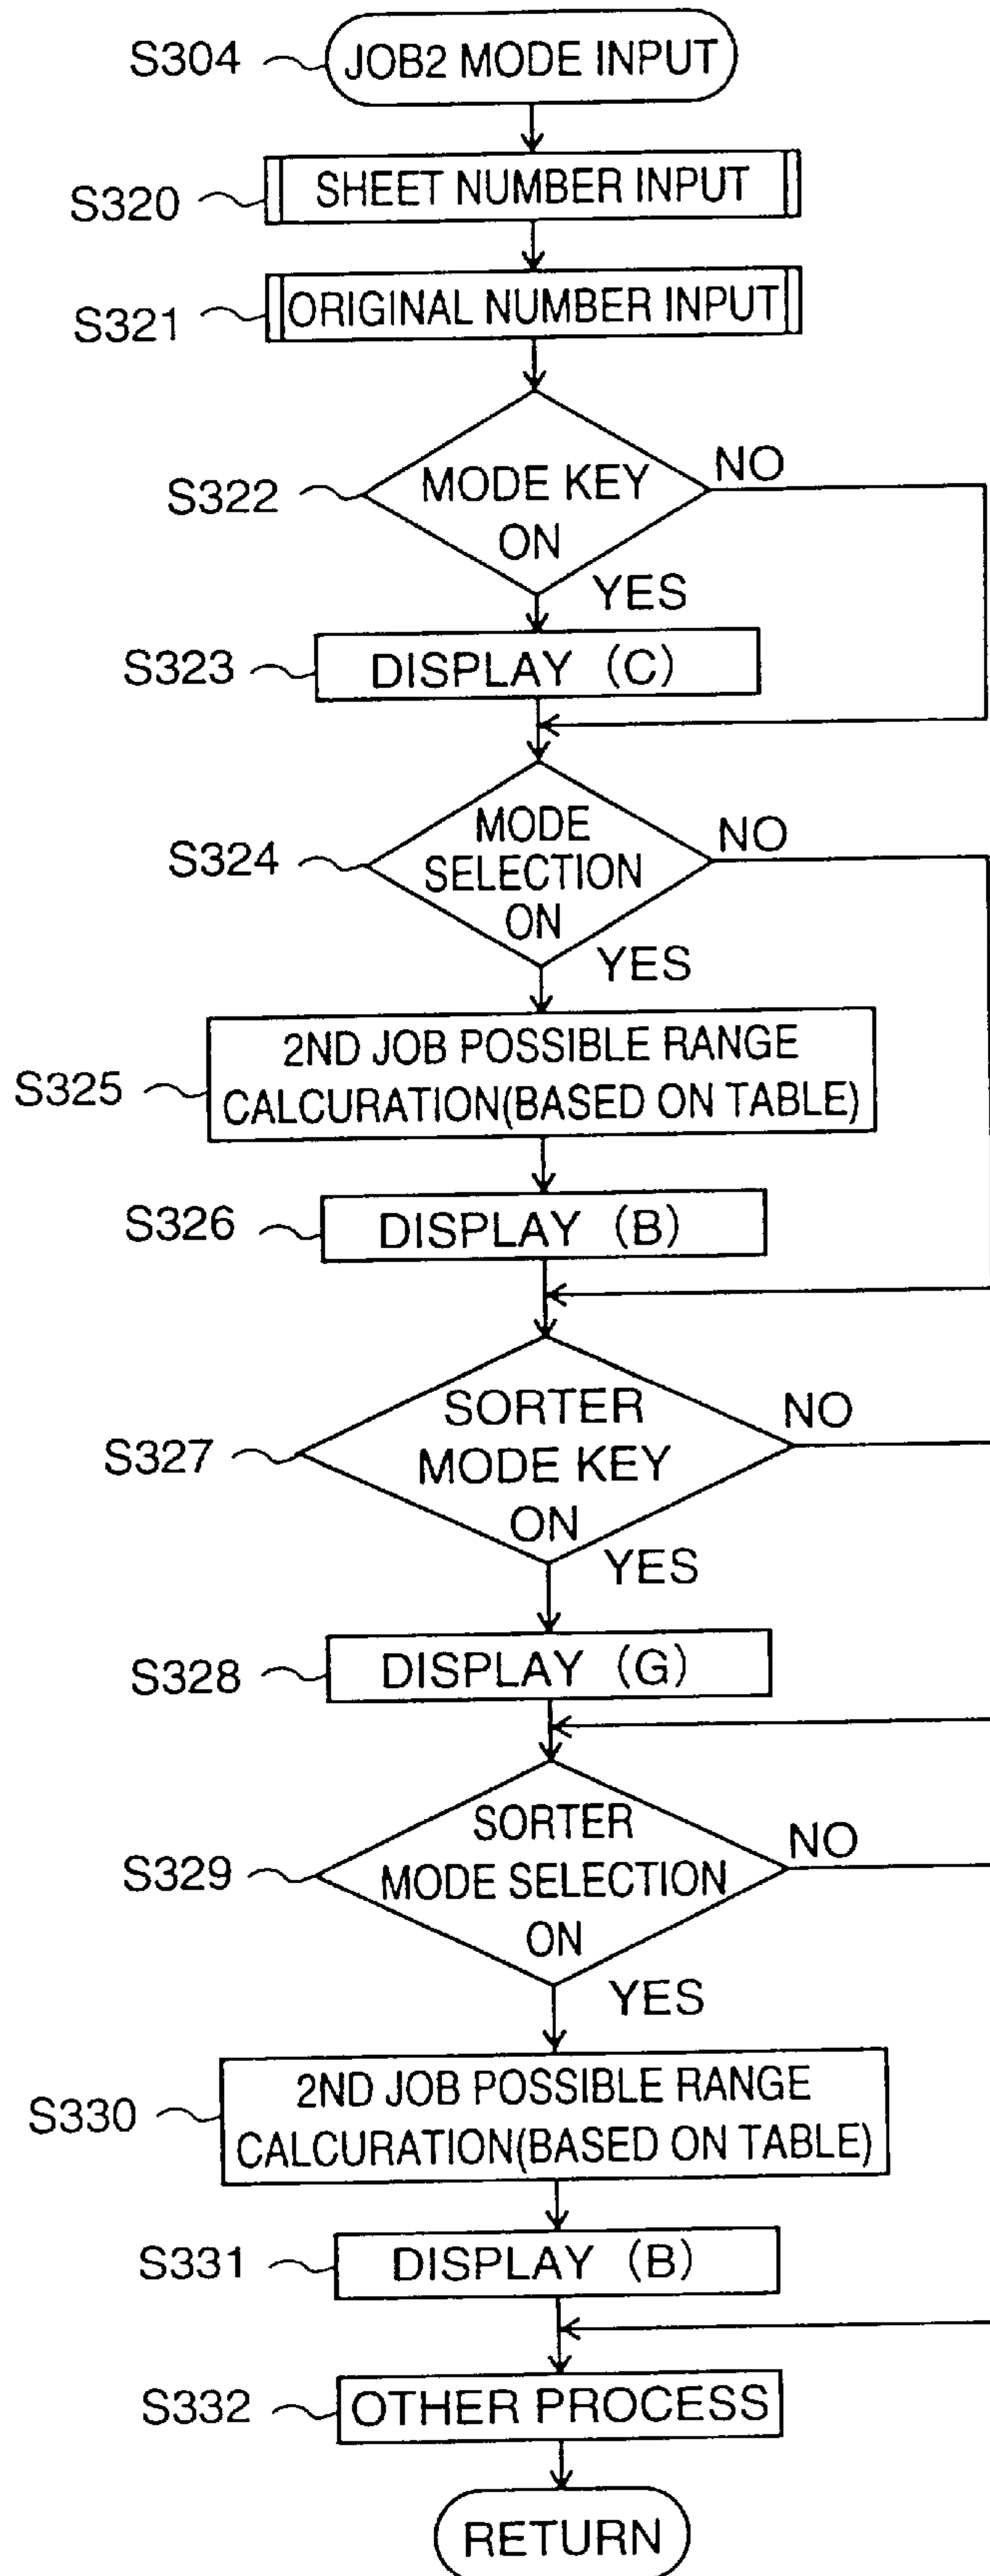 S304 JOB2 MODE INPUT
S320 SHEET NUMBER INPUT
S321 ORIGINAL NUMBER INPUT
S322 MODE KEY
ON
NO
YES
S323 DISPLAY (C)
S324 MODE
SELECTION
ON
NO
YES
S325 2ND JOB POSSIBLE RANGE
CALCURATION(BASED ON TABLE)
S326 DISPLAY (B)
S327 SORTER
MODE KEY
ON
NO
YES
S328 DISPLAY (G)
S329 SORTER
MODE SELECTION
ON
NO
YES
S330 2ND JOB POSSIBLE RANGE
CALCURATION(BASED ON TABLE)
S331 DISPLAY (B)
S332 OTHER PROCESS
RETURN